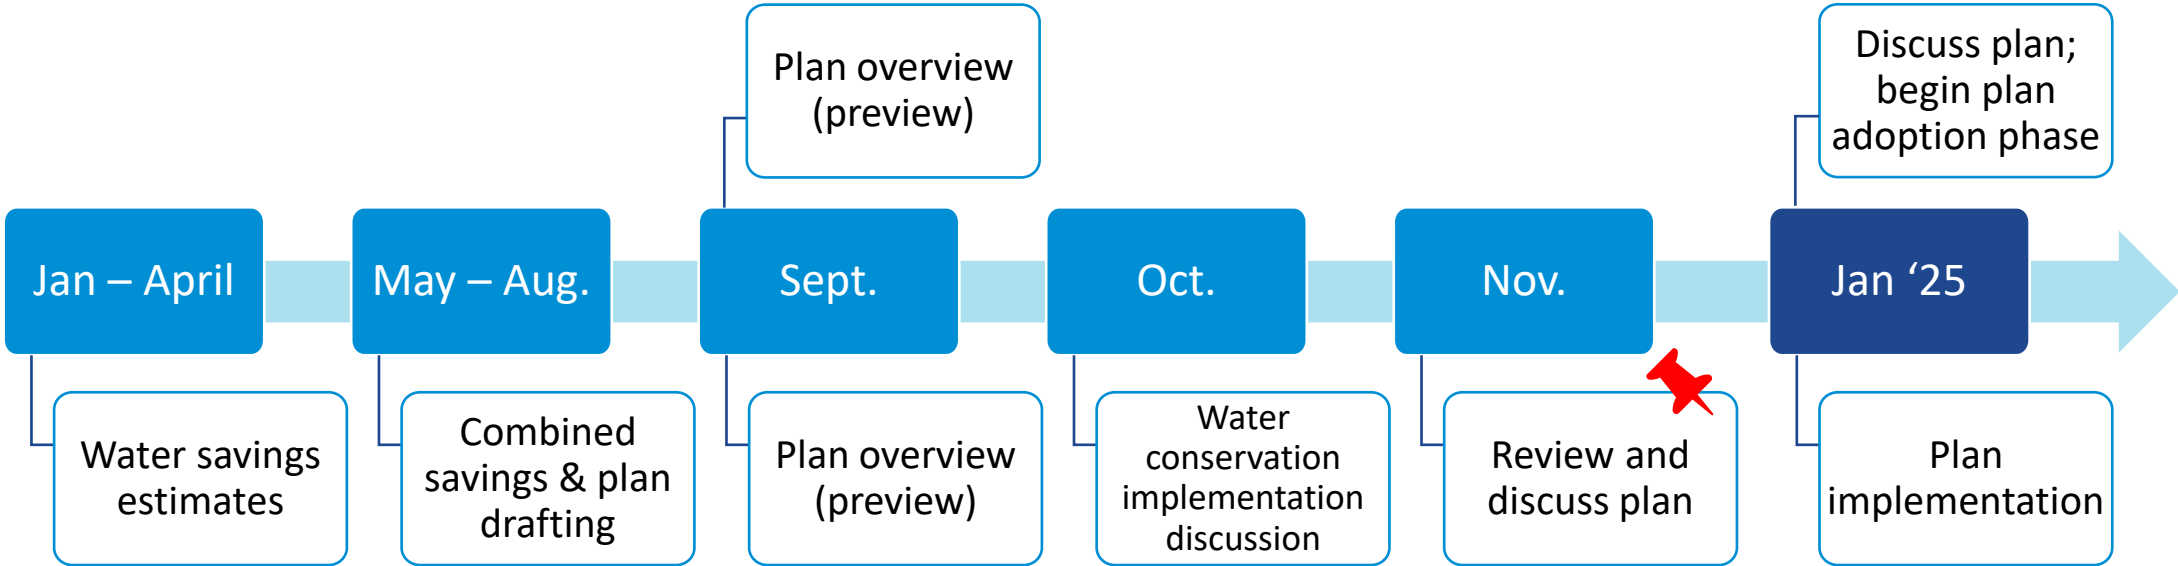 Plan overview
(preview)
Discuss plan;
begin plan
adoption phase
Jan – April
May – Aug.
Sept.
Oct.
Nov.
Jan ‘25
Water savings
estimates
Combined
savings & plan
drafting
Plan overview
(preview)
Water
conservation
implementation
discussion
Review and
discuss plan
Plan
implementation